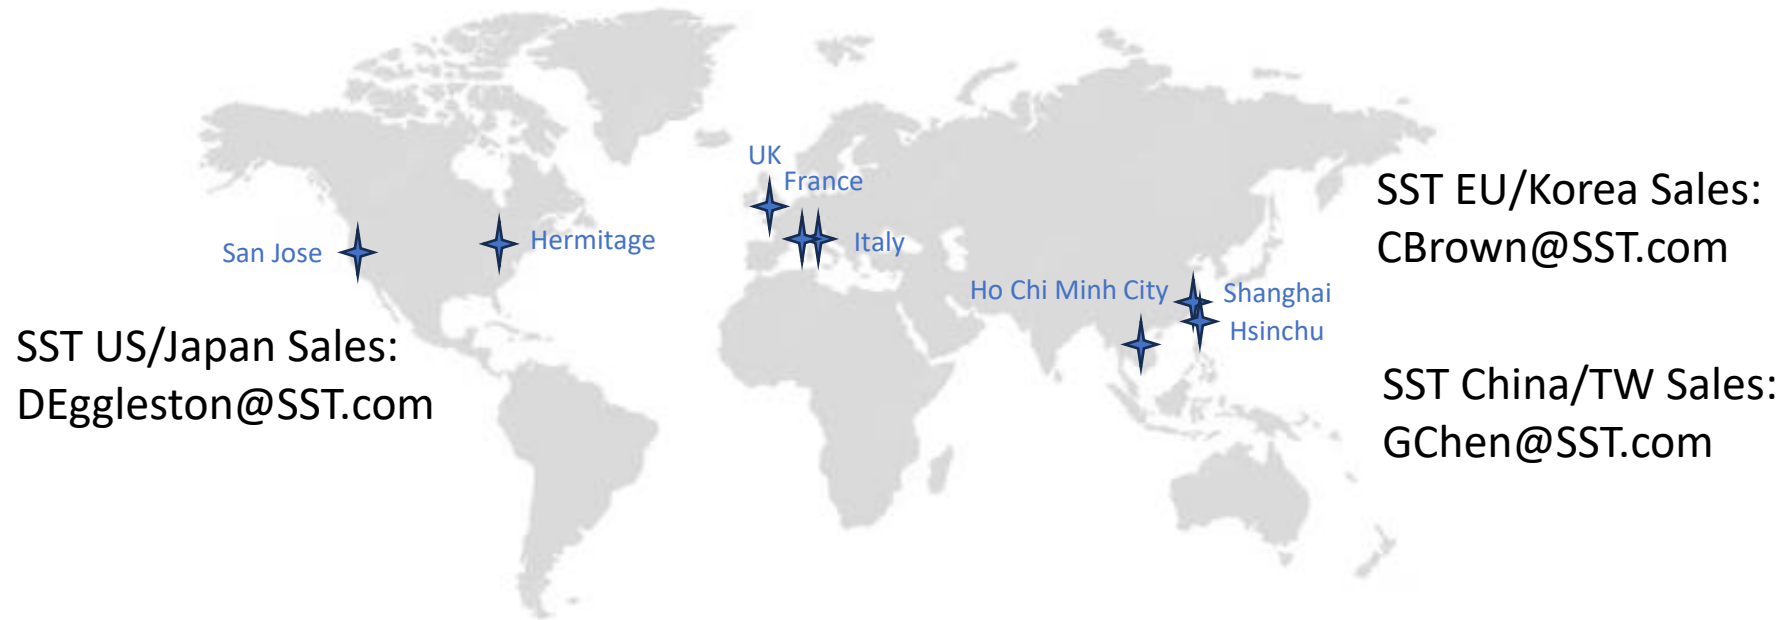 UK
France
San Jose
Hermitage
Italy
Ho Chi Minh City
Shanghai
Hsinchu
SST US/Japan Sales:
DEggleston@SST.com
SST EU/Korea Sales:
CBrown@SST.com
SST China/TW Sales:
GChen@SST.com